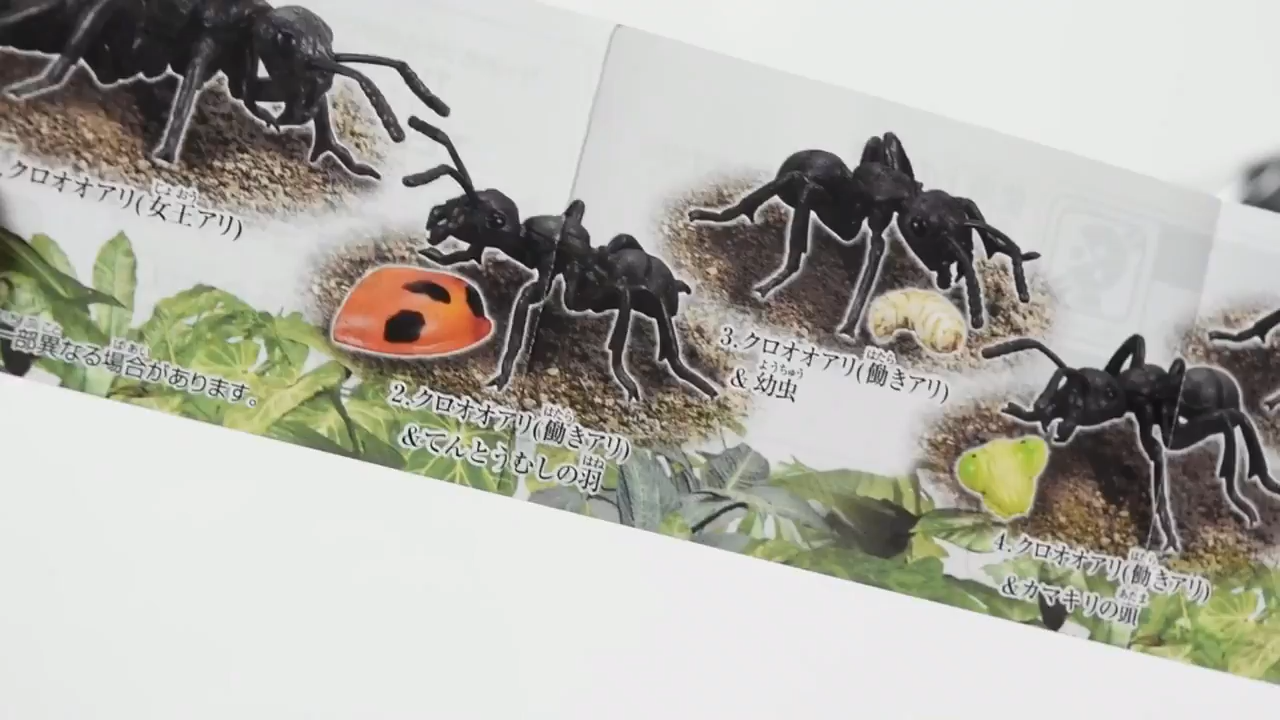 クロオオアリ(女王アリ)
一部異なる場合があります。
2.クロオオアリ(働きアリ)
&てんとうむしの羽
3.クロオオアリ(働きアリ)
&幼虫
4.クロオオアリ(働きアリ)
&カマキリの頭